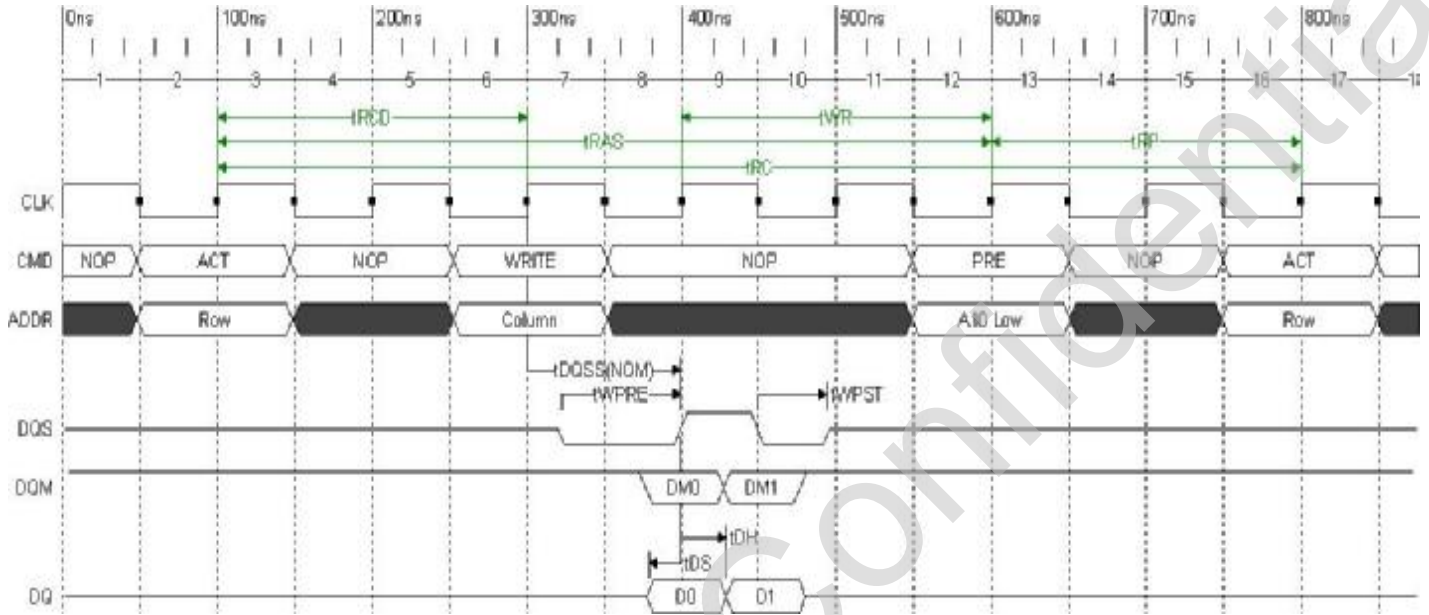 0ns 100ns 200ns 300ns 400ns 500ns 600ns 700ns 800ns
1 2 3 4 5 6 7 8 9 10 11 12 13 14 15 16 17 18
tRCD tWR
tRAS tRP
tRC
CLK
CMD NOP ACT NOP WRITE NOP PRE NOP ACT
ADDR Row Column A10 Low Row
tDQSS(NOM)
tWPRE tWPST
DQS
DQM DM0 DM1
tDH
tDS
DQ D0 D1
Confidentia